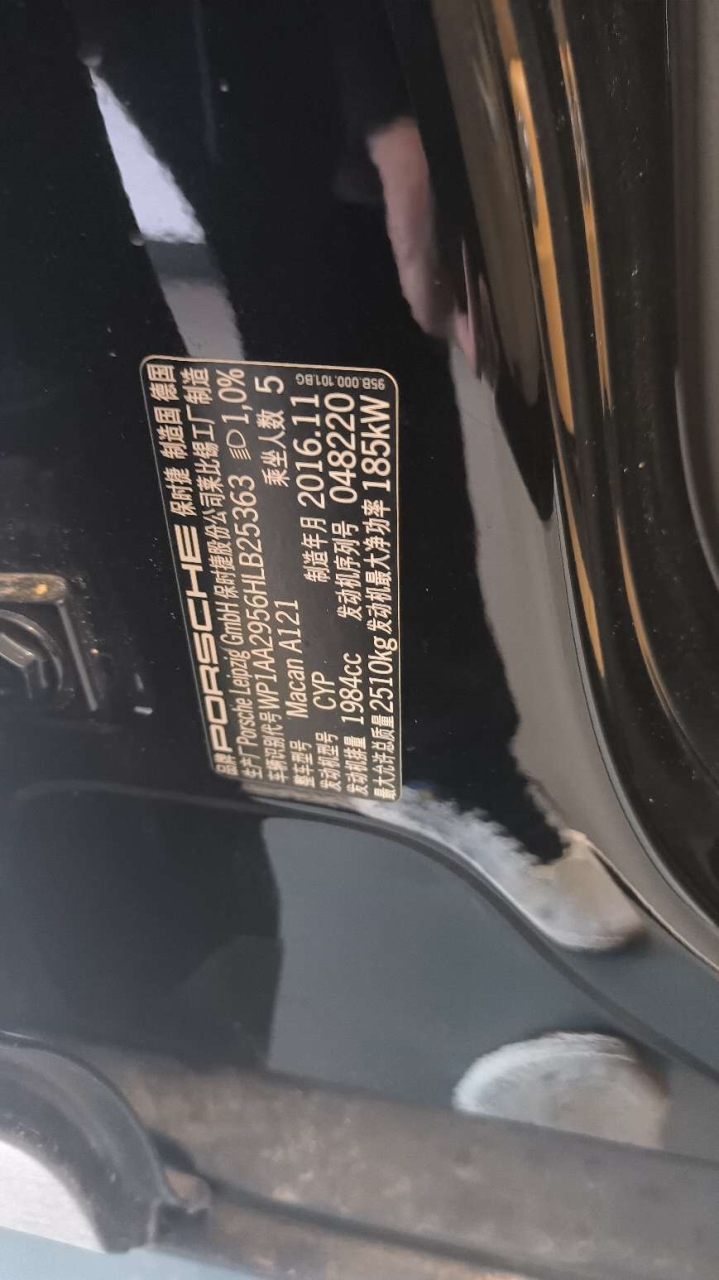 品牌 PORSCHE 保时捷 制造国 德国
生产厂 Porsche Leipzig GmbH 保时捷股份公司莱比锡工厂制造
车辆识别代号 WP1AA2956HLB25363 1,0%
整车型号 Macan A121 乘坐人数 5
发动机型号 CYP 制造年月 2016.11
发动机排量 1984cc 发动机序列号 048220
最大允许总质量 2510kg 发动机最大净功率 185kW
95B.000.101.BG